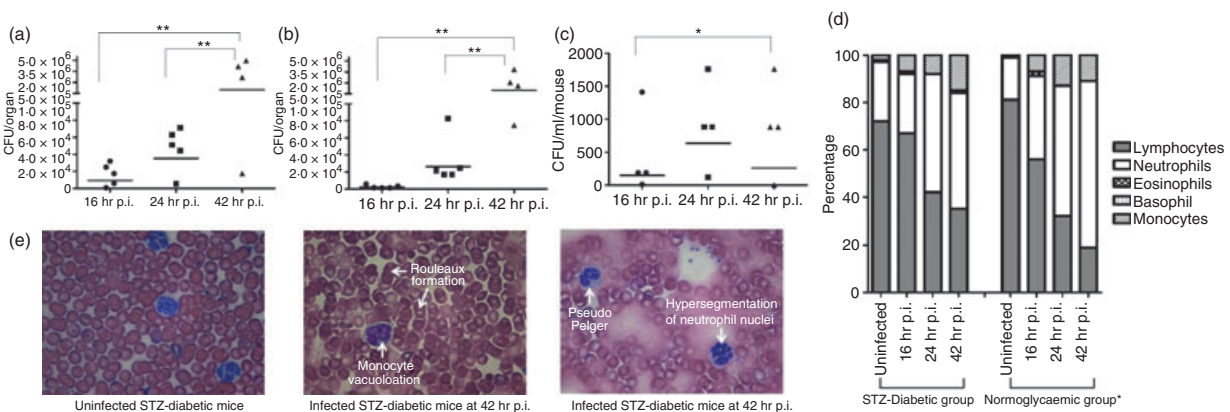 (a)
**
**
5·0 × 10⁶
3·5 × 10⁶
2·0 × 10⁶
5·0 × 10⁵
1·0 × 10⁵
8·0 × 10⁴
6·0 × 10⁴
4·0 × 10⁴
2·0 × 10⁴
0
CFU/organ
16 hr p.i. 24 hr p.i. 42 hr p.i.
(b)
**
**
5·0 × 10⁶
3·5 × 10⁶
2·0 × 10⁶
5·0 × 10⁵
1·0 × 10⁵
8·0 × 10⁴
6·0 × 10⁴
4·0 × 10⁴
2·0 × 10⁴
0
CFU/organ
16 hr p.i. 24 hr p.i. 42 hr p.i.
(c)
*
2000
1500
1000
500
0
CFU/ml/mouse
16 hr p.i. 24 hr p.i. 42 hr p.i.
(d)
100
80
60
40
20
0
Percentage
Lymphocytes
Neutrophils
Eosinophils
Basophil
Monocytes
Uninfected
16 hr p.i.
24 hr p.i.
42 hr p.i.
Uninfected
16 hr p.i.
24 hr p.i.
42 hr p.i.
STZ-Diabetic group
Normoglycaemic group*
(e)
Uninfected STZ-diabetic mice
Rouleaux
formation
Monocyte
vacuoloation
Infected STZ-diabetic mice at 42 hr p.i.
Pseudo
Pelger
Hypersegmentation
of neutrophil nuclei
Infected STZ-diabetic mice at 42 hr p.i.